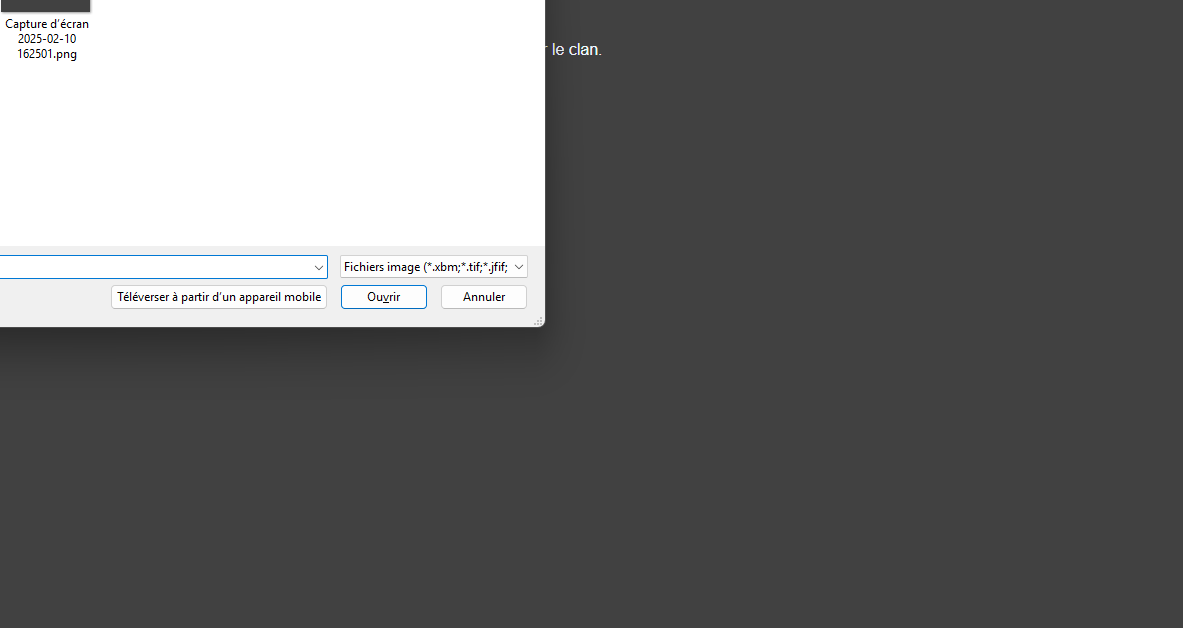 Capture d'écran
2025-02-10
162501.png
le clan.
Fichiers image (*.xbm;*.tif;*.jfif;
Téléverser à partir d'un appareil mobile
Ouvrir
Annuler